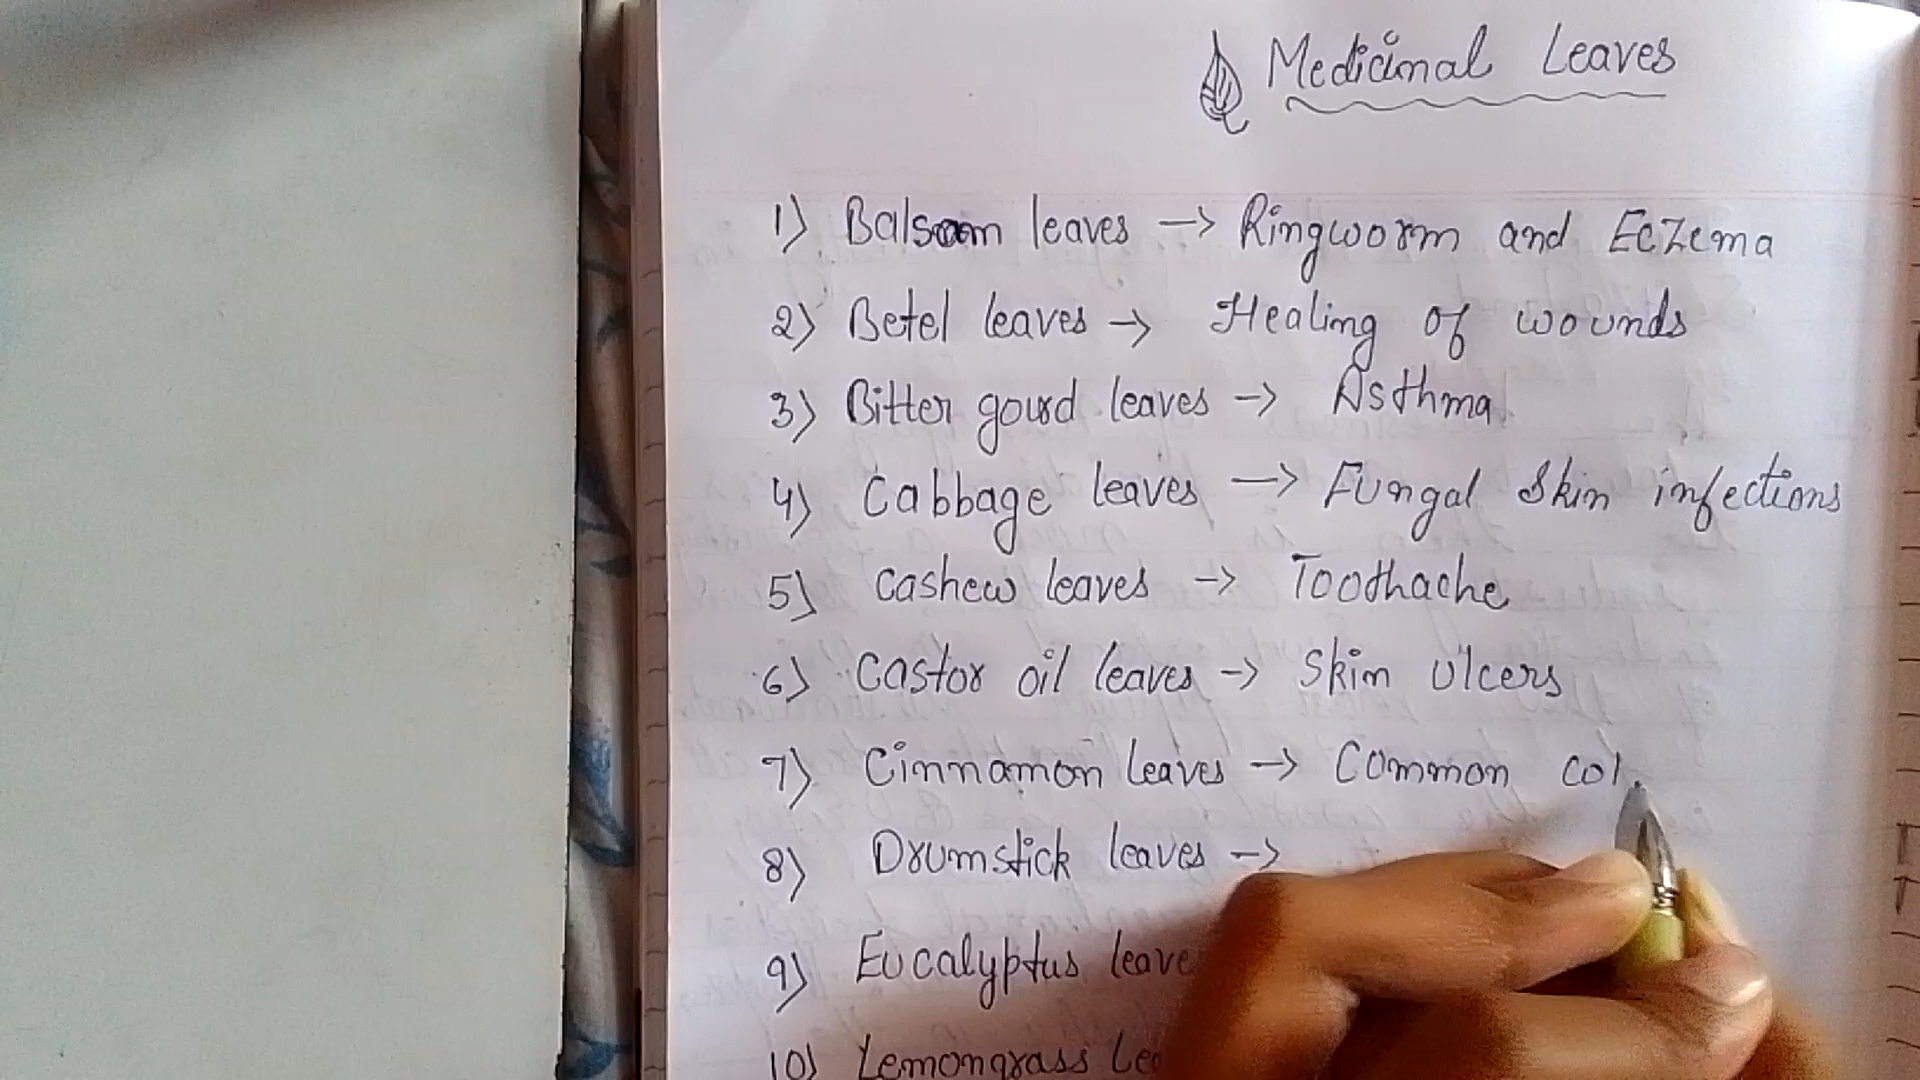 Medicinal Leaves
1) Balsam leaves -> Ringworm and Eczema
2) Betel leaves -> Healing of wounds
3) Bitter gourd leaves -> Asthma
4) Cabbage leaves -> Fungal Skin infections
5) Cashew leaves -> Toothache
6) Castor oil leaves -> Skin ulcers
7) Cinnamon leaves -> Common col
8) Drumstick leaves ->
9) Eucalyptus leave
10) Lemongrass Lea